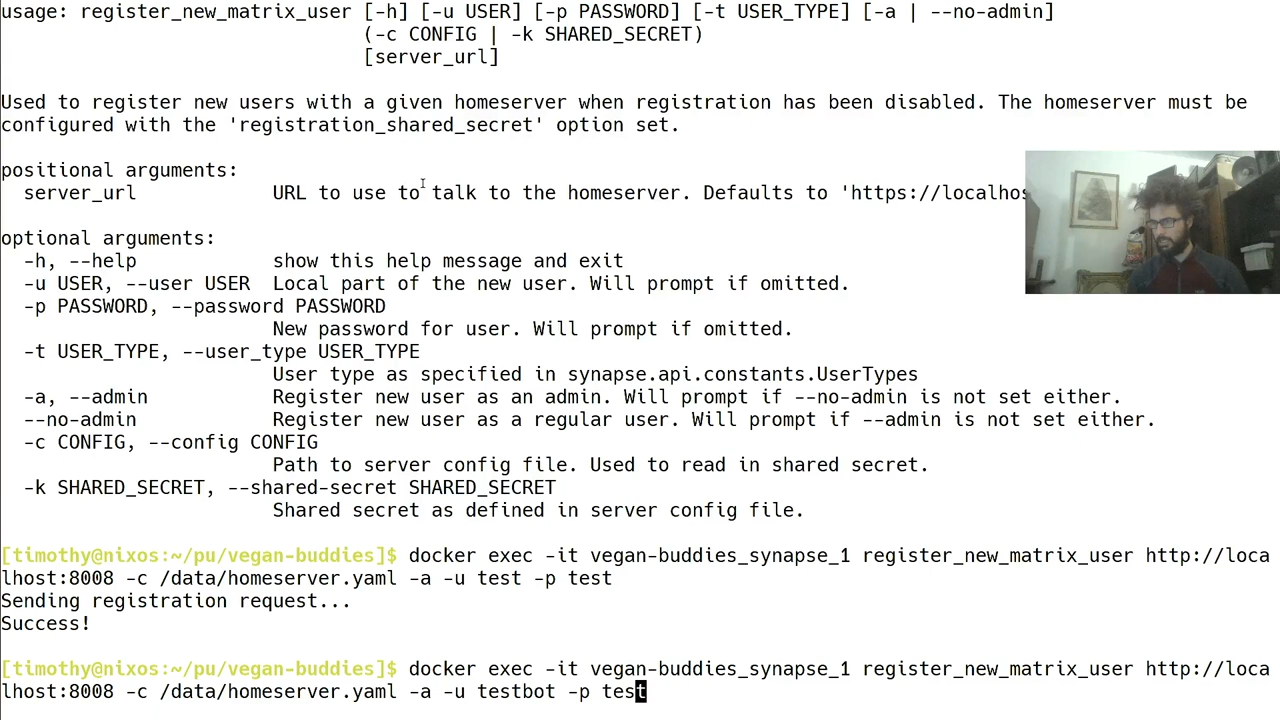 usage: register_new_matrix_user [-h] [-u USER] [-p PASSWORD] [-t USER_TYPE] [-a | --no-admin]
(-c CONFIG | -k SHARED_SECRET)
[server_url]
Used to register new users with a given homeserver when registration has been disabled. The homeserver must be
configured with the 'registration_shared_secret' option set.
positional arguments:
server_url URL to use to talk to the homeserver. Defaults to 'https://localhos
optional arguments:
-h, --help show this help message and exit
-u USER, --user USER Local part of the new user. Will prompt if omitted.
-p PASSWORD, --password PASSWORD
New password for user. Will prompt if omitted.
-t USER_TYPE, --user_type USER_TYPE
User type as specified in synapse.api.constants.UserTypes
-a, --admin Register new user as an admin. Will prompt if --no-admin is not set either.
--no-admin Register new user as a regular user. Will prompt if --admin is not set either.
-c CONFIG, --config CONFIG
Path to server config file. Used to read in shared secret.
-k SHARED_SECRET, --shared-secret SHARED_SECRET
Shared secret as defined in server config file.
[timothy@nixos:~/pu/vegan-buddies]$ docker exec -it vegan-buddies_synapse_1 register_new_matrix_user http://loca
lhost:8008 -c /data/homeserver.yaml -a -u test -p test
Sending registration request...
Success!
[timothy@nixos:~/pu/vegan-buddies]$ docker exec -it vegan-buddies_synapse_1 register_new_matrix_user http://loca
lhost:8008 -c /data/homeserver.yaml -a -u testbot -p test